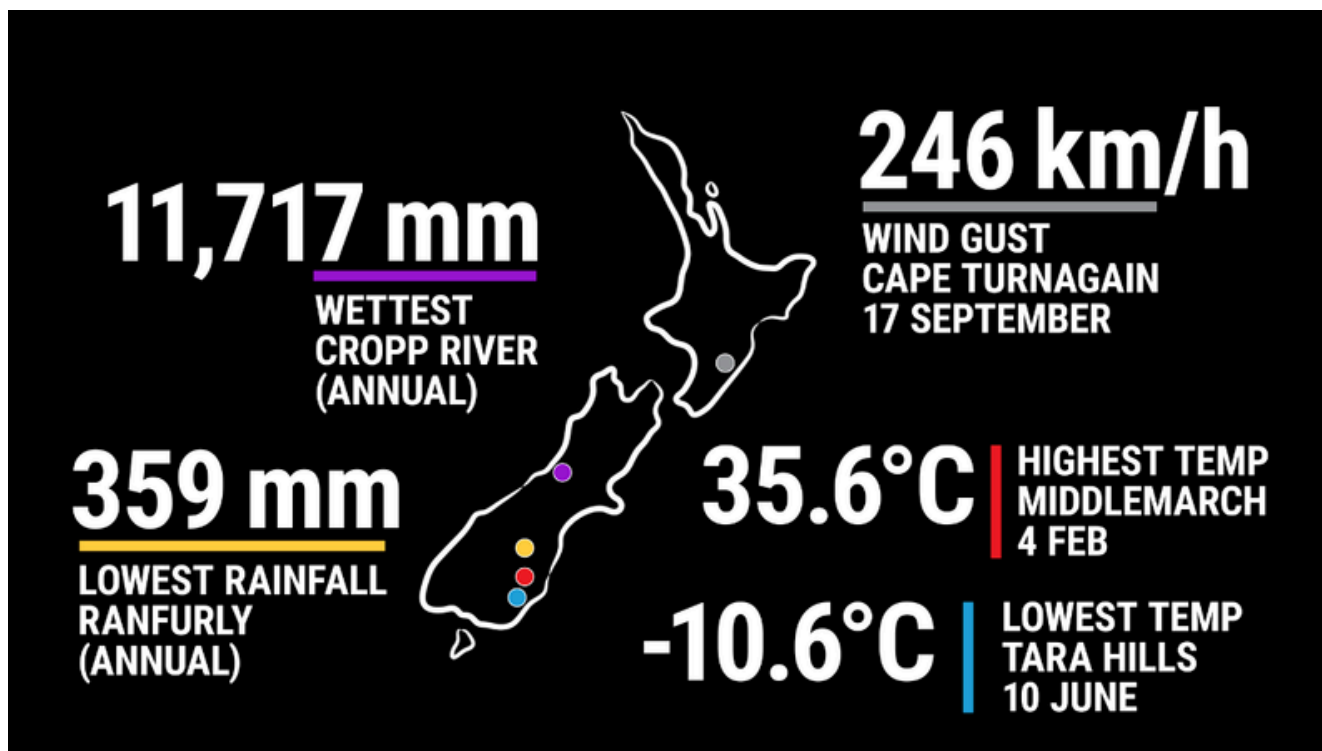 11,717 mm
WETTEST
CROPP RIVER
(ANNUAL)
246 km/h
WIND GUST
CAPE TURNAGAIN
17 SEPTEMBER
359 mm
LOWEST RAINFALL
RANFURLY
(ANNUAL)
35.6°C
HIGHEST TEMP
MIDDLEMARCH
4 FEB
-10.6°C
LOWEST TEMP
TARA HILLS
10 JUNE